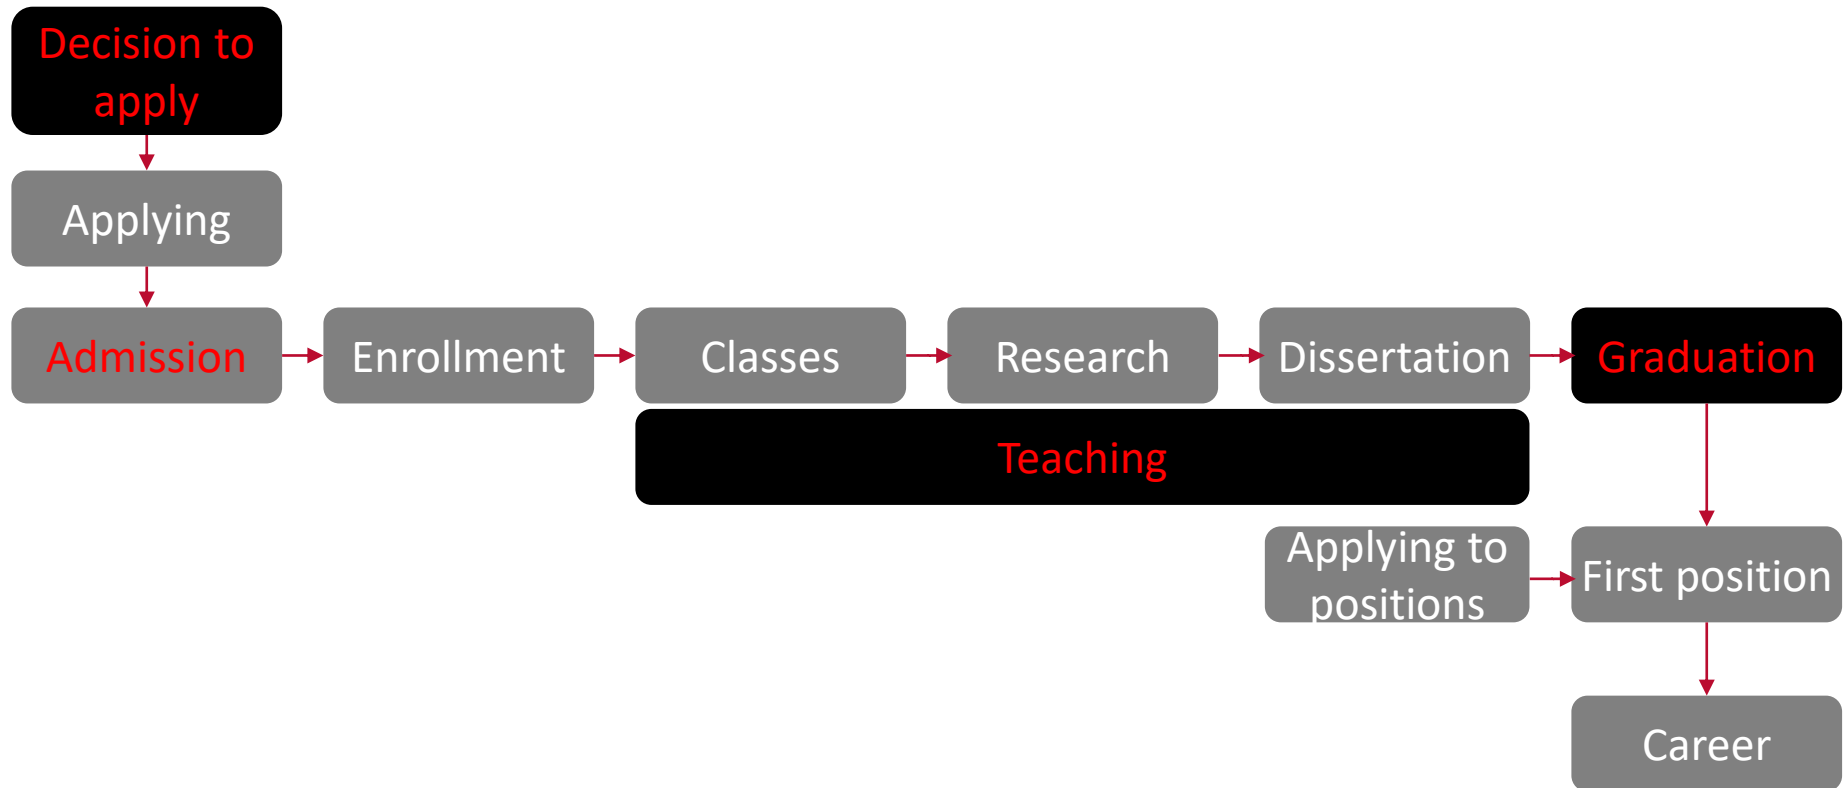 Decision to
apply
Applying
Admission
Enrollment
Classes
Research
Dissertation
Graduation
Teaching
Applying to
positions
First position
Career